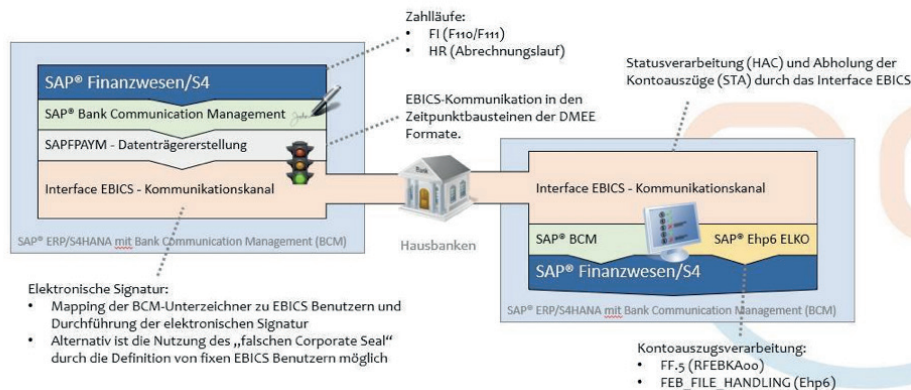 Zahlläufe:
• FI (F110/F111)
• HR (Abrechnungslauf)
SAP® Finanzwesen/S4
SAP® Bank Communication Management
SAPFPAYM - Datenträgererstellung
Interface EBICS - Kommunikationskanal
SAP® ERP/S4HANA mit Bank Communication Management (BCM)
EBICS-Kommunikation in den
Zeitpunktbausteinen der DMEE
Formate.
Bank
Hausbanken
Statusverarbeitung (HAC) und Abholung der
Kontoauszüge (STA) durch das Interface EBICS
Interface EBICS - Kommunikationskanal
SAP® BCM
SAP® Ehp6 ELKO
SAP® Finanzwesen/S4
SAP® ERP/S4HANA mit Bank Communication Management (BCM)
Elektronische Signatur:
• Mapping der BCM-Unterzeichner zu EBICS Benutzern und
Durchführung der elektronischen Signatur
• Alternativ ist die Nutzung des „falschen Corporate Seal“
durch die Definition von fixen EBICS Benutzern möglich
Kontoauszugsverarbeitung:
• FF.5 (RFEBKA00)
• FEB_FILE_HANDLING (Ehp6)